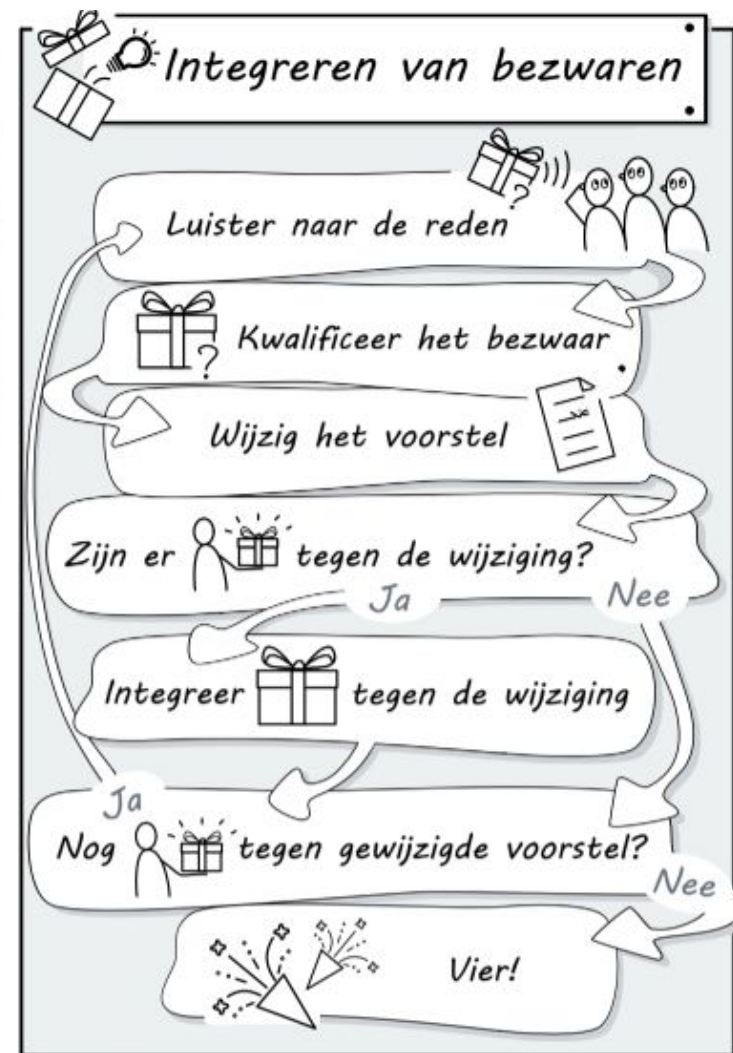 Integreren van bezwaren
?
Luister naar de reden
?
Kwalificeer het bezwaar
Wijzig het voorstel
Zijn er tegen de wijziging?
Ja
Nee
Integreer tegen de wijziging
Ja
Nog tegen gewijzigde voorstel?
Nee
Vier!